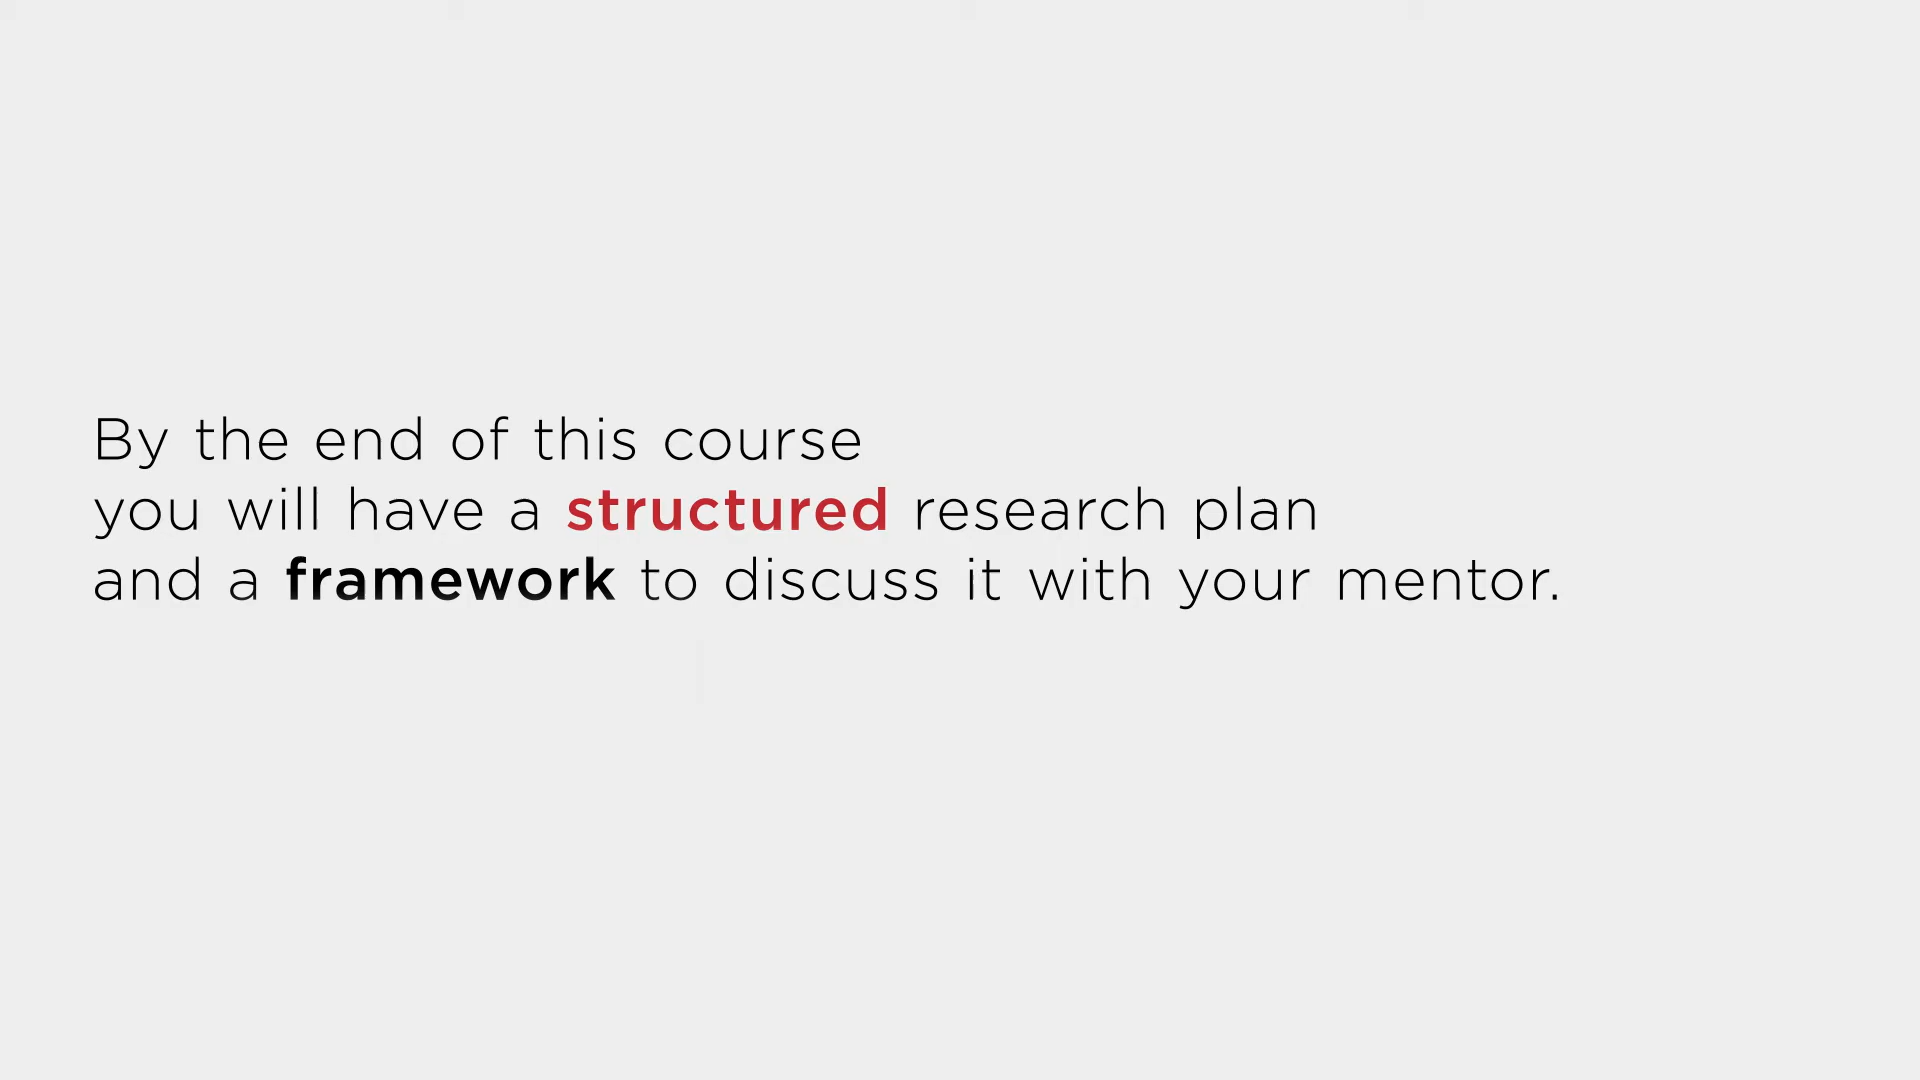 By the end of this course
you will have a structured research plan
and a framework to discuss it with your mentor.